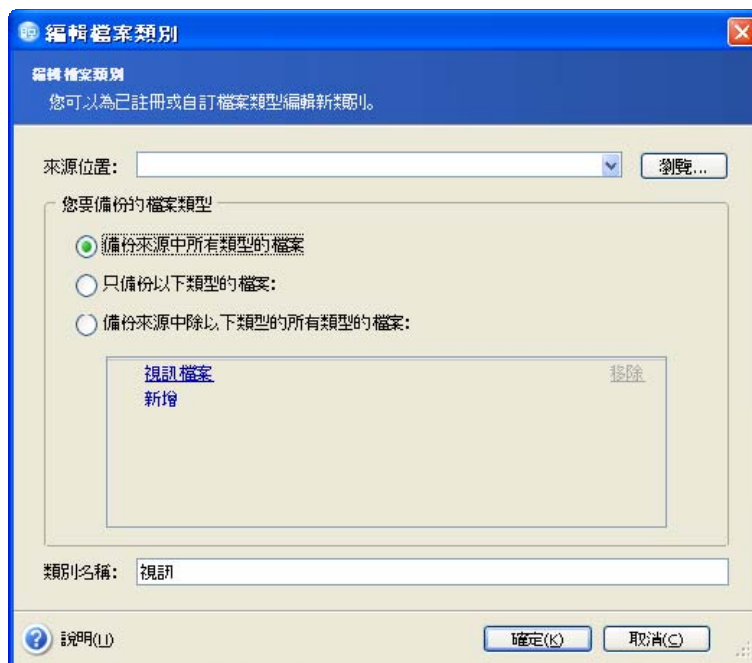 編輯檔案類別
編輯檔案類別
您可以為已註冊或自訂檔案類型編輯新類別。
來源位置:
瀏覽...
您要備份的檔案類型
備份來源中所有類型的檔案
只備份以下類型的檔案:
備份來源中除以下類型的所有類型的檔案:
視訊檔案 移除
新增
類別名稱: 視訊
說明(U) 確定(K) 取消(C)